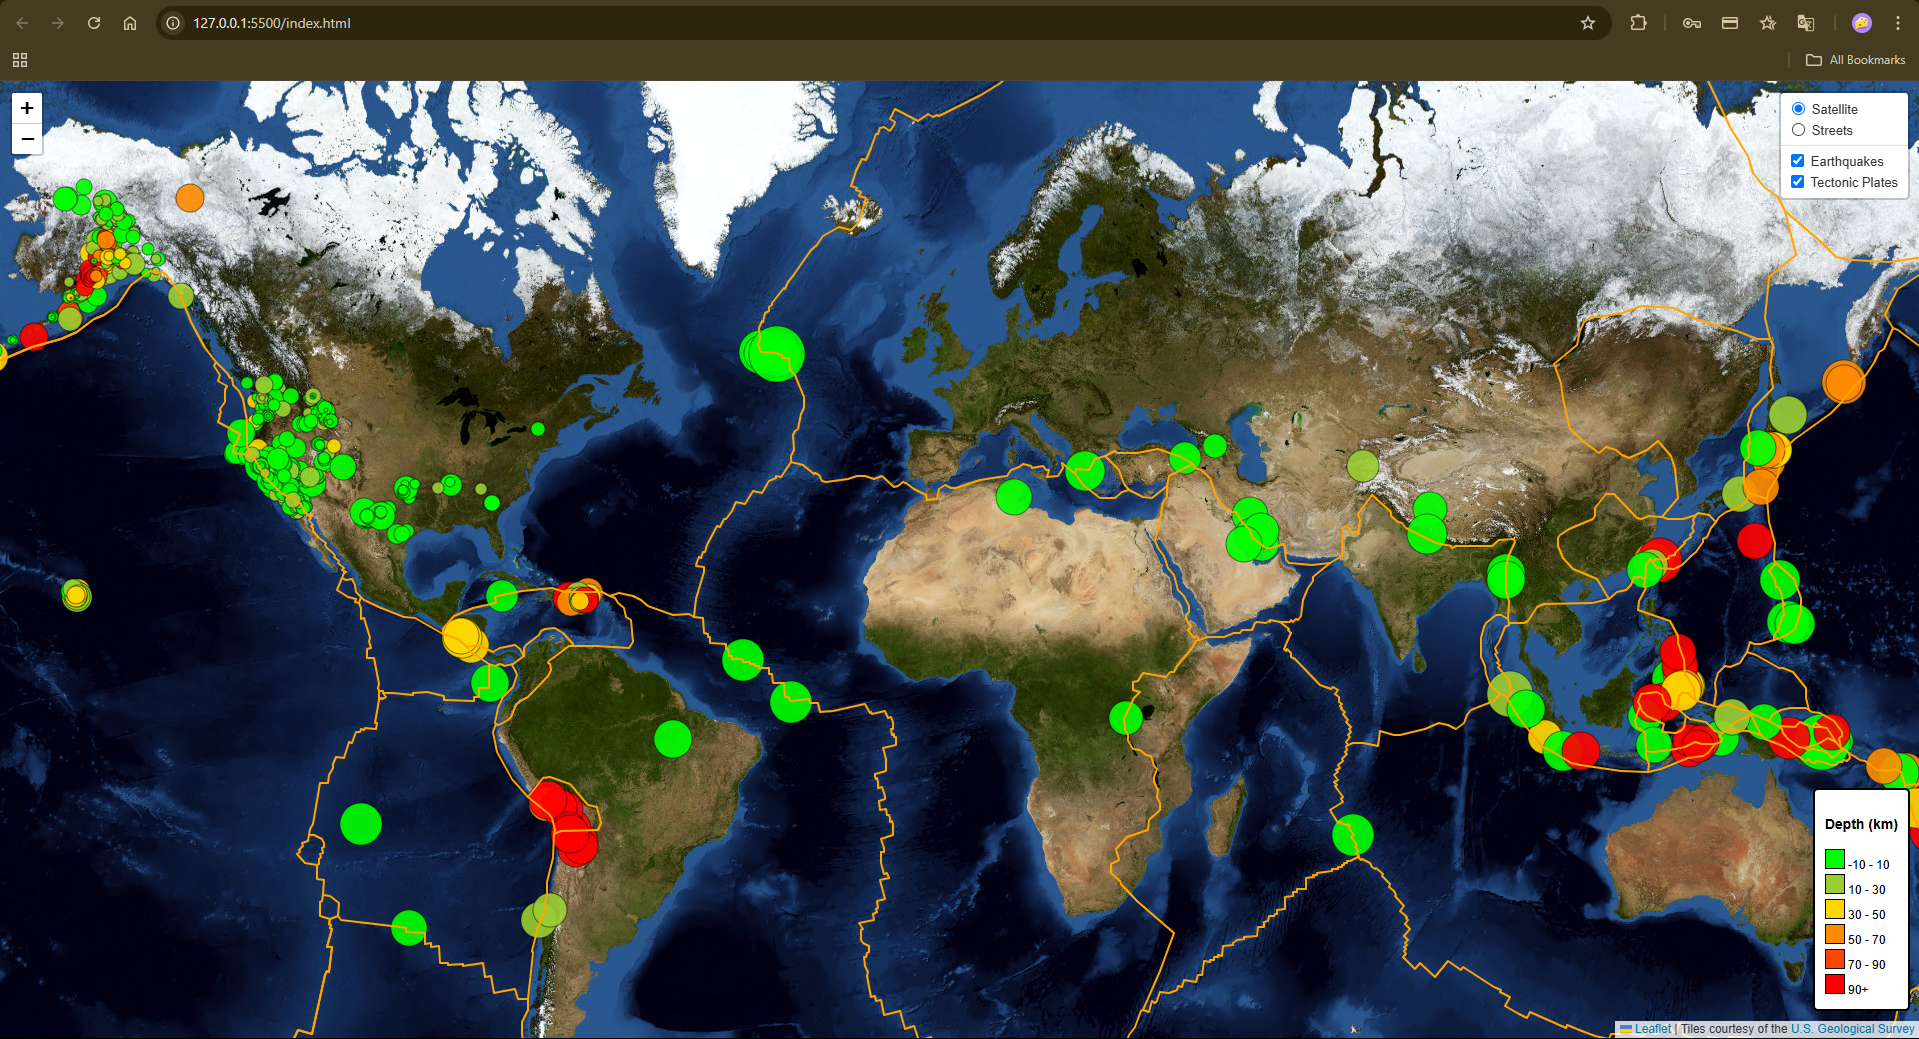 127.0.0.1:5500/index.html
All Bookmarks
+
−
Satellite
Streets
Earthquakes
Tectonic Plates
Depth (km)
-10 - 10
10 - 30
30 - 50
50 - 70
70 - 90
90+
Leaflet | Tiles courtesy of the U.S. Geological Survey